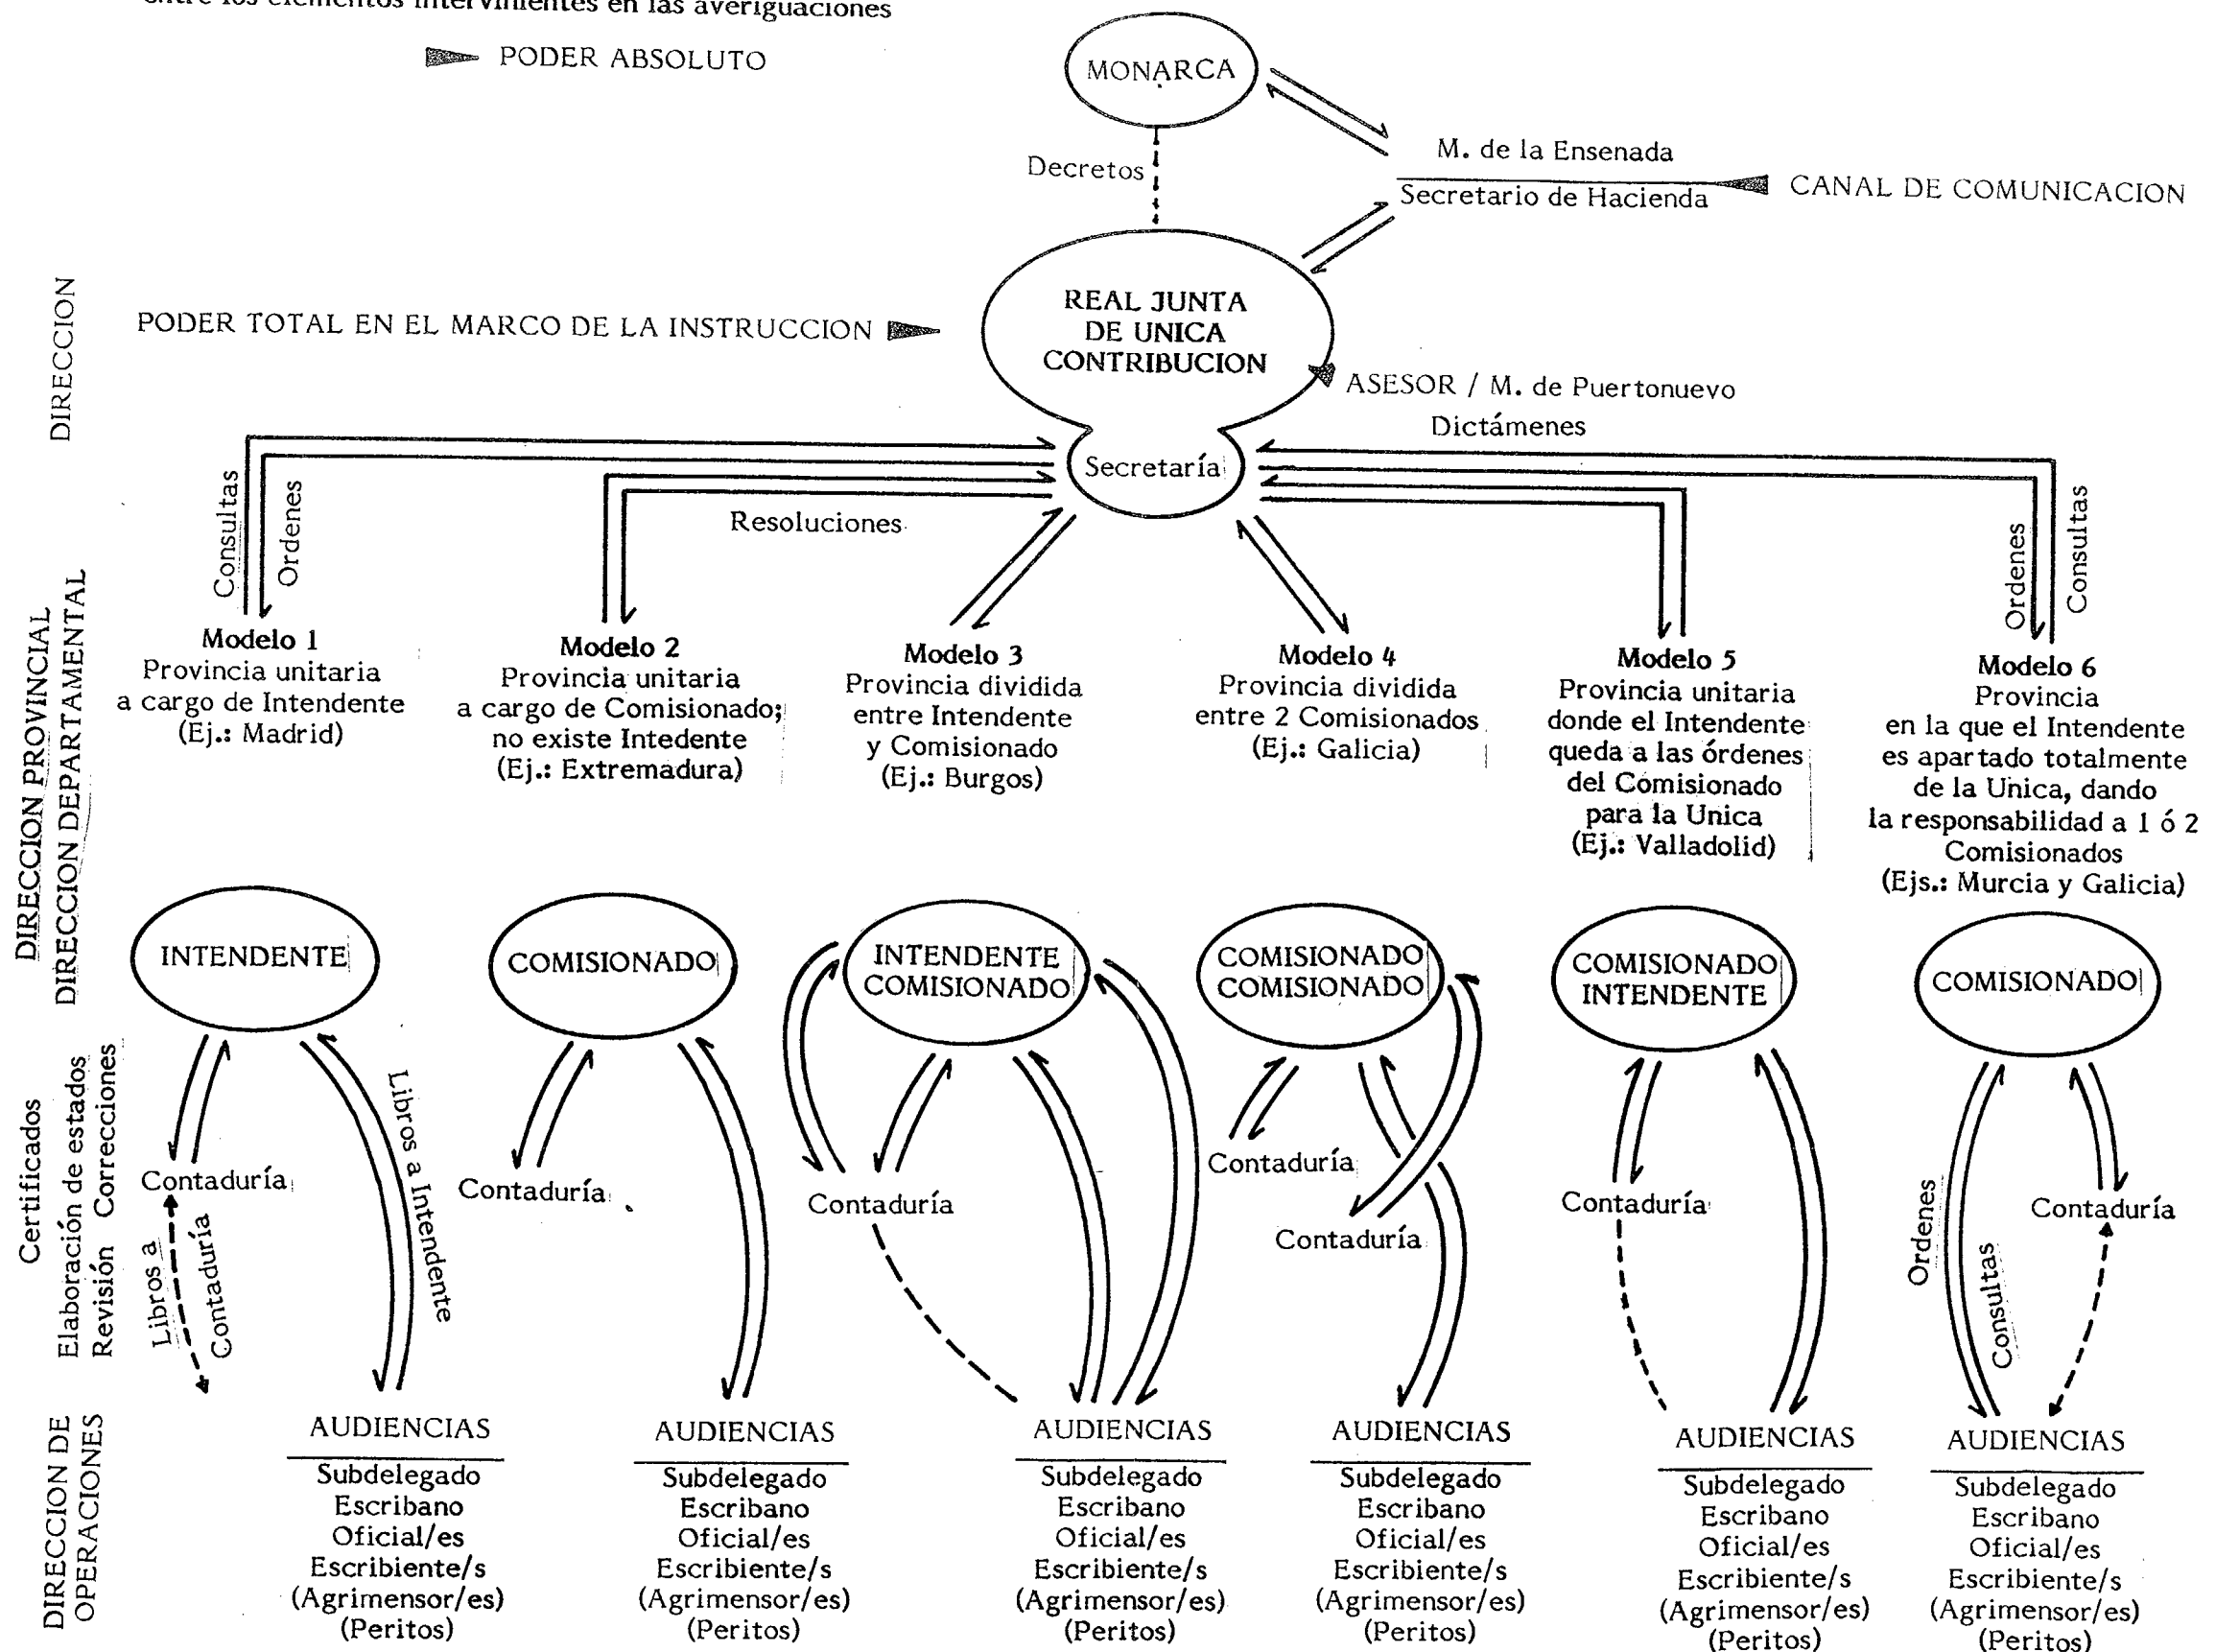 entre los elementos intervinientes en las averiguaciones
PODER ABSOLUTO
MONARCA
Decretos
M. de la Ensenada
Secretario de Hacienda
CANAL DE COMUNICACION
DIRECCION
PODER TOTAL EN EL MARCO DE LA INSTRUCCION
REAL JUNTA
DE UNICA
CONTRIBUCION
ASESOR / M. de Puertonuevo
Dictámenes
Secretaría
Consultas
Ordenes
Resoluciones
Ordenes
Consultas
DIRECCION PROVINCIAL
DIRECCION DEPARTAMENTAL
Modelo 1
Provincia unitaria
a cargo de Intendente
(Ej.: Madrid)
Modelo 2
Provincia unitaria
a cargo de Comisionado;
no existe Intedente
(Ej.: Extremadura)
Modelo 3
Provincia dividida
entre Intendente
y Comisionado
(Ej.: Burgos)
Modelo 4
Provincia dividida
entre 2 Comisionados
(Ej.: Galicia)
Modelo 5
Provincia unitaria
donde el Intendente
queda a las órdenes
del Comisionado
para la Unica
(Ej.: Valladolid)
Modelo 6
Provincia
en la que el Intendente
es apartado totalmente
de la Unica, dando
la responsabilidad a 1 ó 2
Comisionados
(Ejs.: Murcia y Galicia)
INTENDENTE
COMISIONADO
INTENDENTE
COMISIONADO
COMISIONADO
COMISIONADO
COMISIONADO
INTENDENTE
COMISIONADO
Certificados
Elaboración de estados
Revisión Correcciones
Contaduría
Libros a
Contaduría
Libros a Intendente
Contaduría
Contaduría
Contaduría
Contaduría
Contaduría
Ordenes
Consultas
Contaduría
DIRECCION DE
OPERACIONES
AUDIENCIAS
Subdelegado
Escribano
Oficial/es
Escribiente/s
(Agrimensor/es)
(Peritos)
AUDIENCIAS
Subdelegado
Escribano
Oficial/es
Escribiente/s
(Agrimensor/es)
(Peritos)
AUDIENCIAS
Subdelegado
Escribano
Oficial/es
Escribiente/s
(Agrimensor/es)
(Peritos)
AUDIENCIAS
Subdelegado
Escribano
Oficial/es
Escribiente/s
(Agrimensor/es)
(Peritos)
AUDIENCIAS
Subdelegado
Escribano
Oficial/es
Escribiente/s
(Agrimensor/es)
(Peritos)
AUDIENCIAS
Subdelegado
Escribano
Oficial/es
Escribiente/s
(Agrimensor/es)
(Peritos)